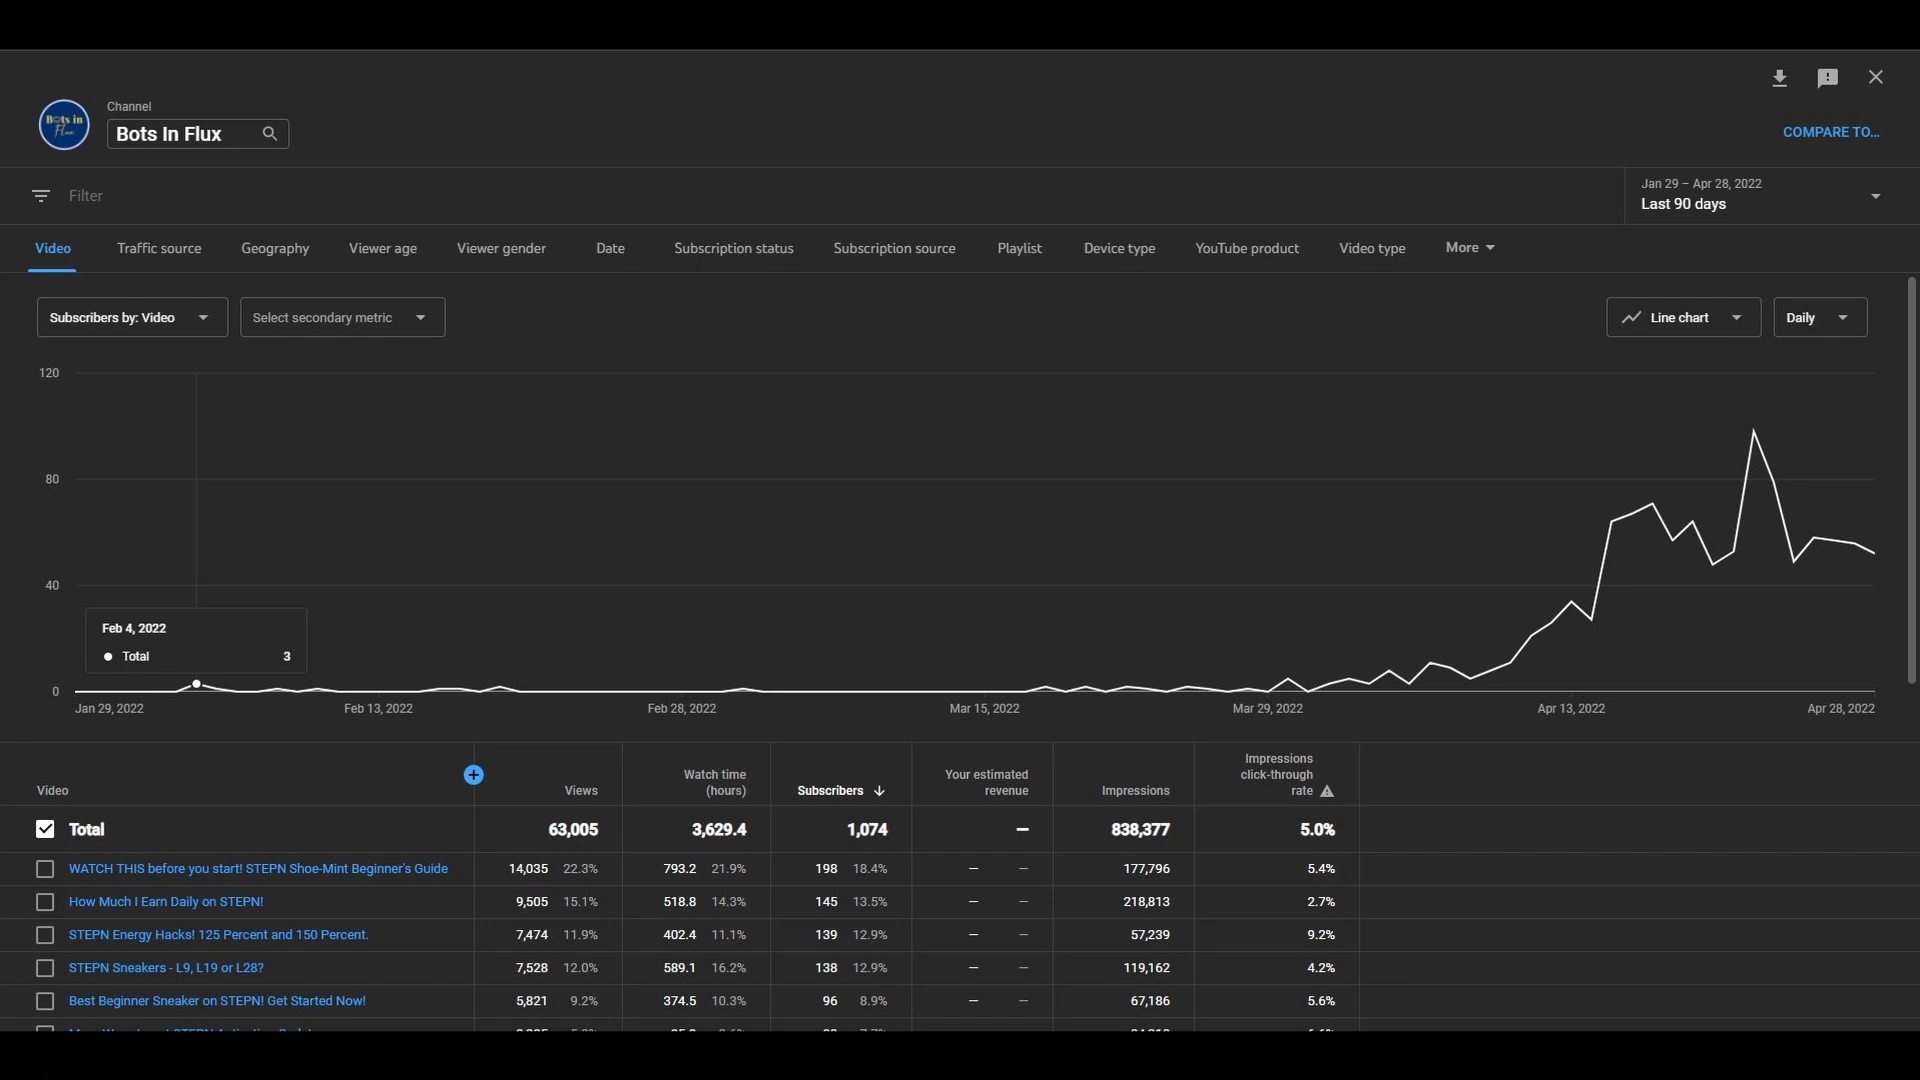 Channel
Bots in
Flux
Bots In Flux
COMPARE TO...
Filter
Jan 29 – Apr 28, 2022
Last 90 days
Video Traffic source Geography Viewer age Viewer gender Date Subscription status Subscription source Playlist Device type YouTube product Video type More
Subscribers by: Video Select secondary metric Line chart Daily
120
80
40
0
Feb 4, 2022
Total 3
Jan 29, 2022 Feb 13, 2022 Feb 28, 2022 Mar 15, 2022 Mar 29, 2022 Apr 13, 2022 Apr 28, 2022
Video Views Watch time (hours) Subscribers Your estimated revenue Impressions Impressions click-through rate
Total 63,005 3,629.4 1,074 — 838,377 5.0%
WATCH THIS before you start! STEPN Shoe-Mint Beginner's Guide 14,035 22.3% 793.2 21.9% 198 18.4% — — 177,796 5.4%
How Much I Earn Daily on STEPN! 9,505 15.1% 518.8 14.3% 145 13.5% — — 218,813 2.7%
STEPN Energy Hacks! 125 Percent and 150 Percent. 7,474 11.9% 402.4 11.1% 139 12.9% — — 57,239 9.2%
STEPN Sneakers - L9, L19 or L28? 7,528 12.0% 589.1 16.2% 138 12.9% — — 119,162 4.2%
Best Beginner Sneaker on STEPN! Get Started Now! 5,821 9.2% 374.5 10.3% 96 8.9% — — 67,186 5.6%